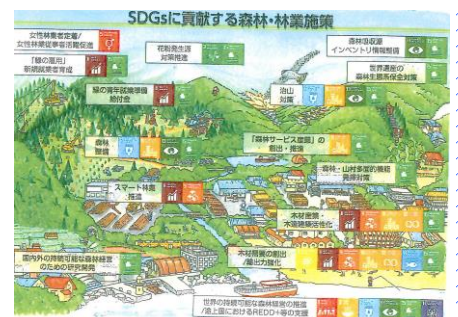 SDGsに貢献する森林・林業施策
女性林業者定着/
女性林業従事者活躍促進
花粉発生源
対策推進
森林吸収源
インベントリ情報整備
「緑の雇用」
新規就業者育成
世界遺産の
森林生態系保全対策
緑の青年就業準備
給付金
治山
対策
森林
整備
「森林サービス産業」の
創出・推進
森林・山村多面的機能
発揮対策
スマート林業
推進
木材産業・
木造建築活性化
国内外の持続可能な森林経営
のための研究開発
木材需要の創出
/輸出力強化
世界の持続可能な森林経営の推進
/途上国におけるREDD+等の支援